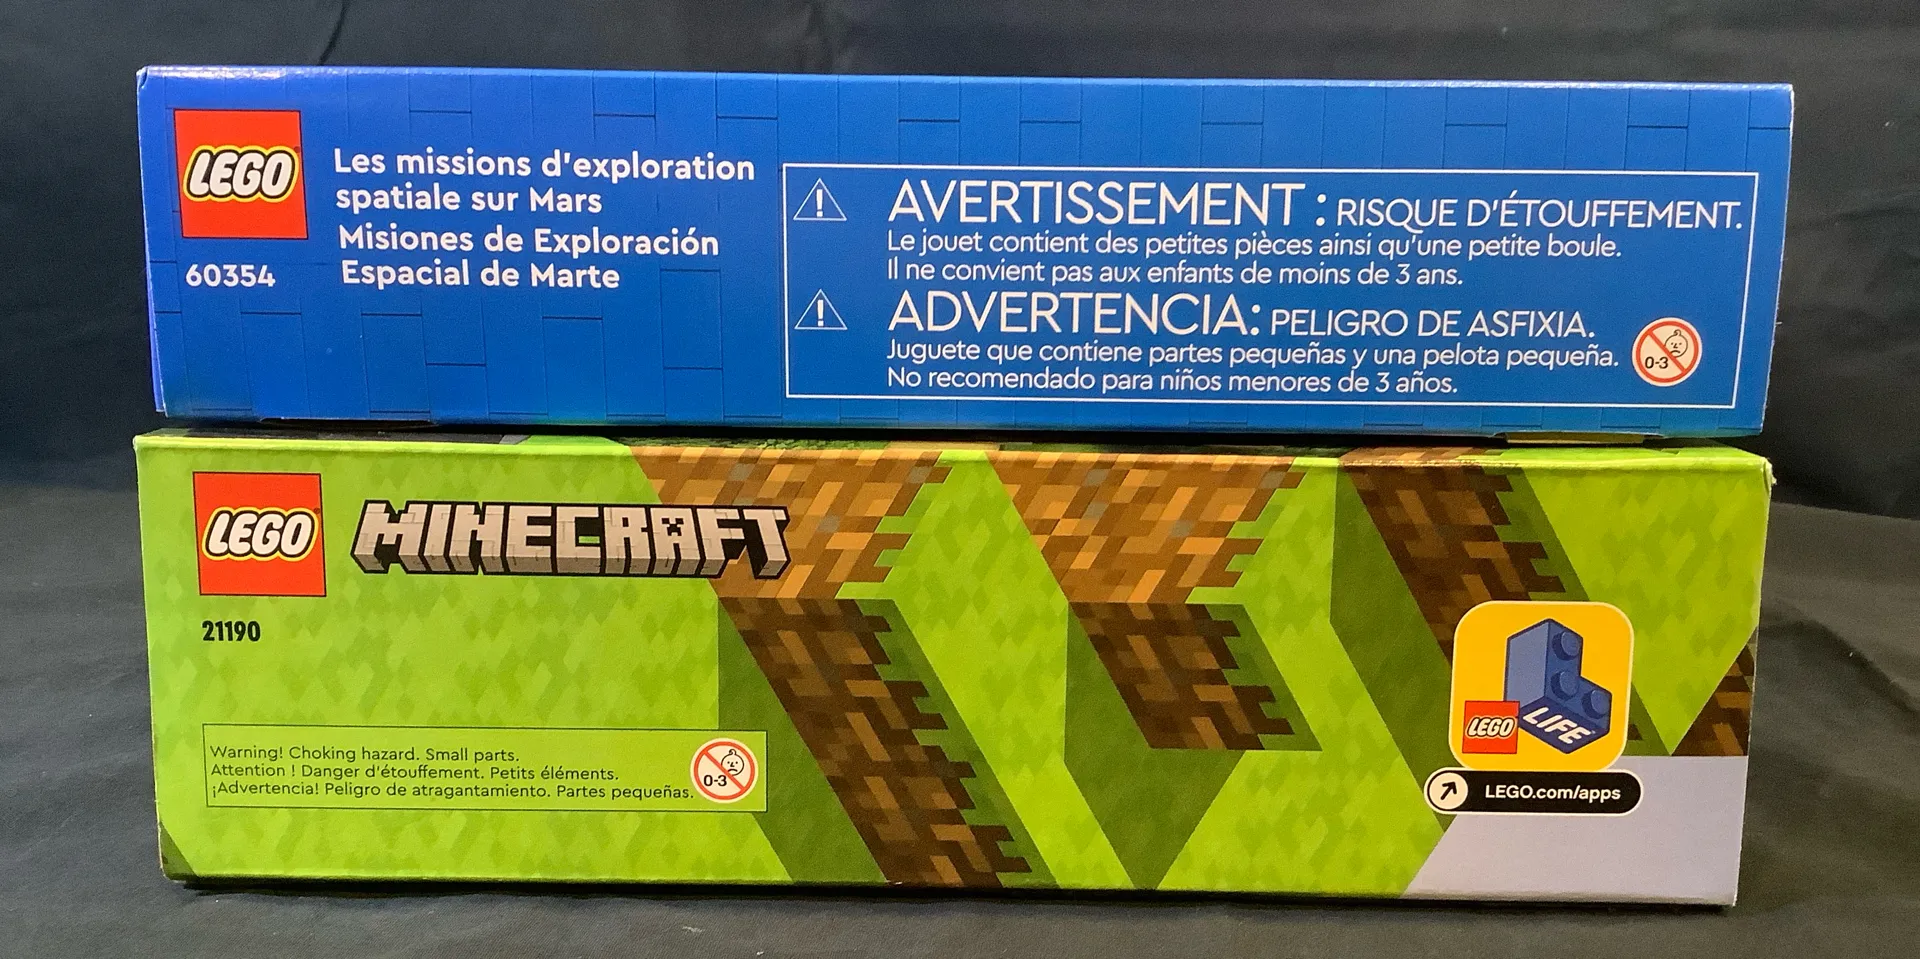 LEGO
60354
Les missions d'exploration
spatiale sur Mars
Misiones de Exploración
Espacial de Marte
AVERTISSEMENT : RISQUE D'ÉTOUFFEMENT.
Le jouet contient des petites pièces ainsi qu'une petite boule.
Il ne convient pas aux enfants de moins de 3 ans.
ADVERTENCIA: PELIGRO DE ASFIXIA.
Juguete que contiene partes pequeñas y una pelota pequeña.
No recomendado para niños menores de 3 años.
0-3
LEGO
MINECRAFT
21190
Warning! Choking hazard. Small parts.
Attention ! Danger d'étouffement. Petits éléments.
¡Advertencia! Peligro de atragantamiento. Partes pequeñas.
0-3
LEGO
LIFE
LEGO.com/apps